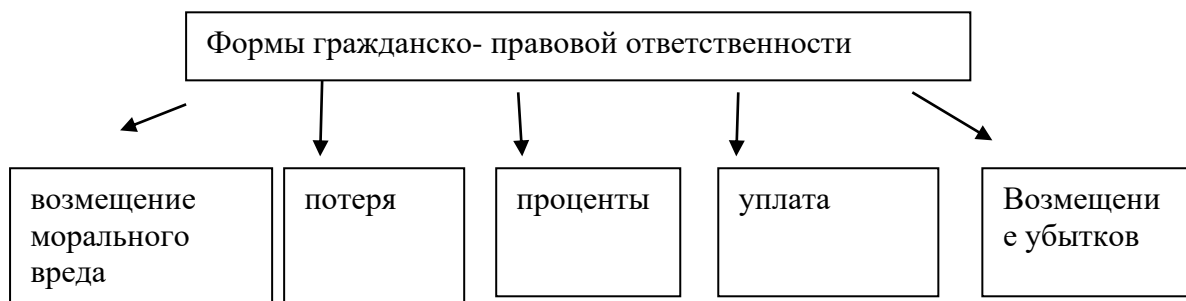 Формы гражданско- правовой ответственности
возмещение
морального
вреда
потеря
проценты
уплата
Возмещени
е убытков